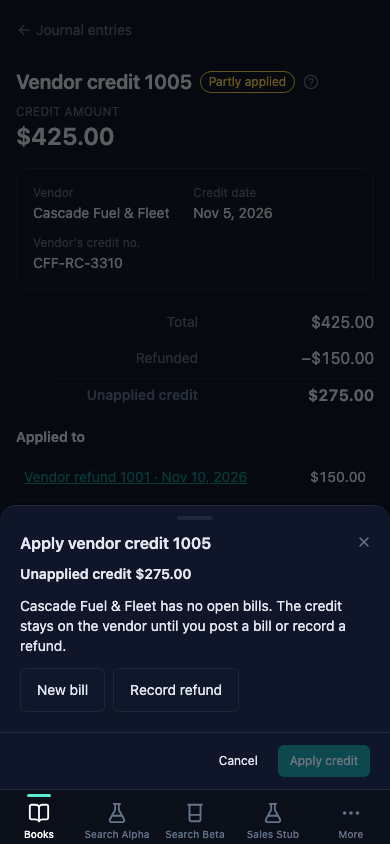 Journal entries
Vendor credit 1005 Partly applied ?
CREDIT AMOUNT
$425.00
Vendor Credit date
Cascade Fuel & Fleet Nov 5, 2026
Vendor's credit no.
CFF-RC-3310
Total $425.00
Refunded –$150.00
Unapplied credit $275.00
Applied to
Vendor refund 1001 · Nov 10, 2026 $150.00
Apply vendor credit 1005
Unapplied credit $275.00
Cascade Fuel & Fleet has no open bills. The credit
stays on the vendor until you post a bill or record a
refund.
New bill Record refund
Cancel Apply credit
Books Search Alpha Search Beta Sales Stub More